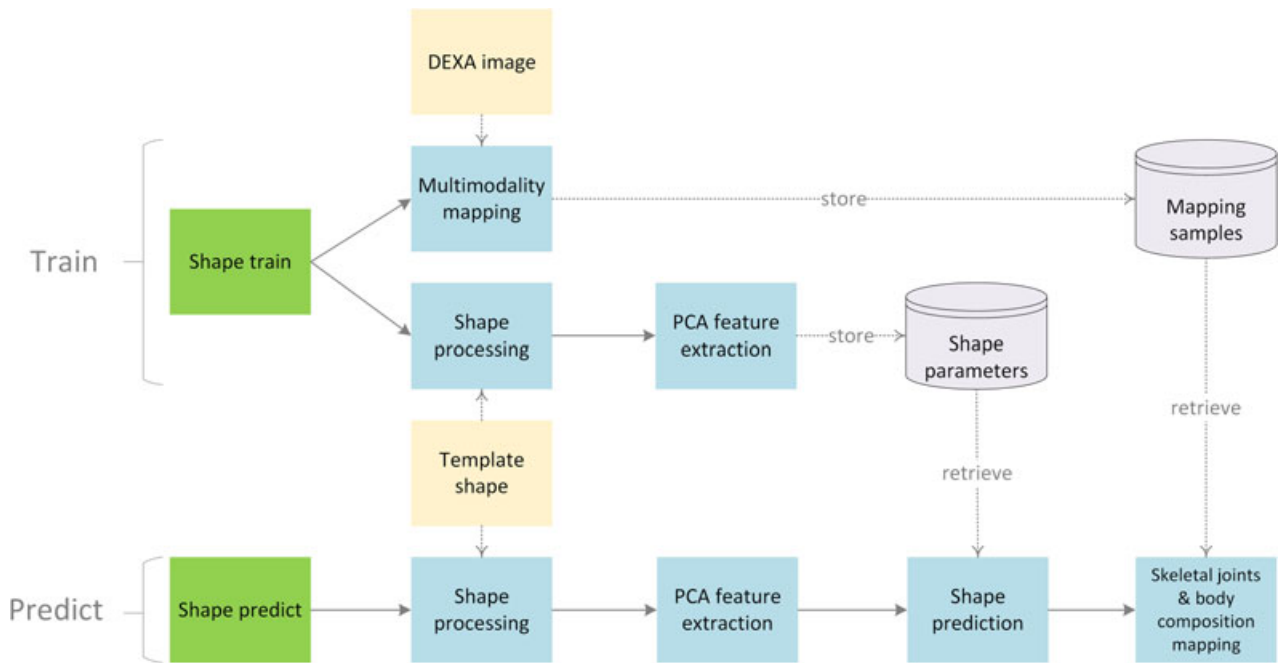 DEXA image
Multimodality
mapping
store
Mapping
samples
Train
Shape train
Shape
processing
PCA feature
extraction
store
Shape
parameters
retrieve
Template
shape
retrieve
Predict
Shape predict
Shape
processing
PCA feature
extraction
Shape
prediction
Skeletal joints
& body
composition
mapping